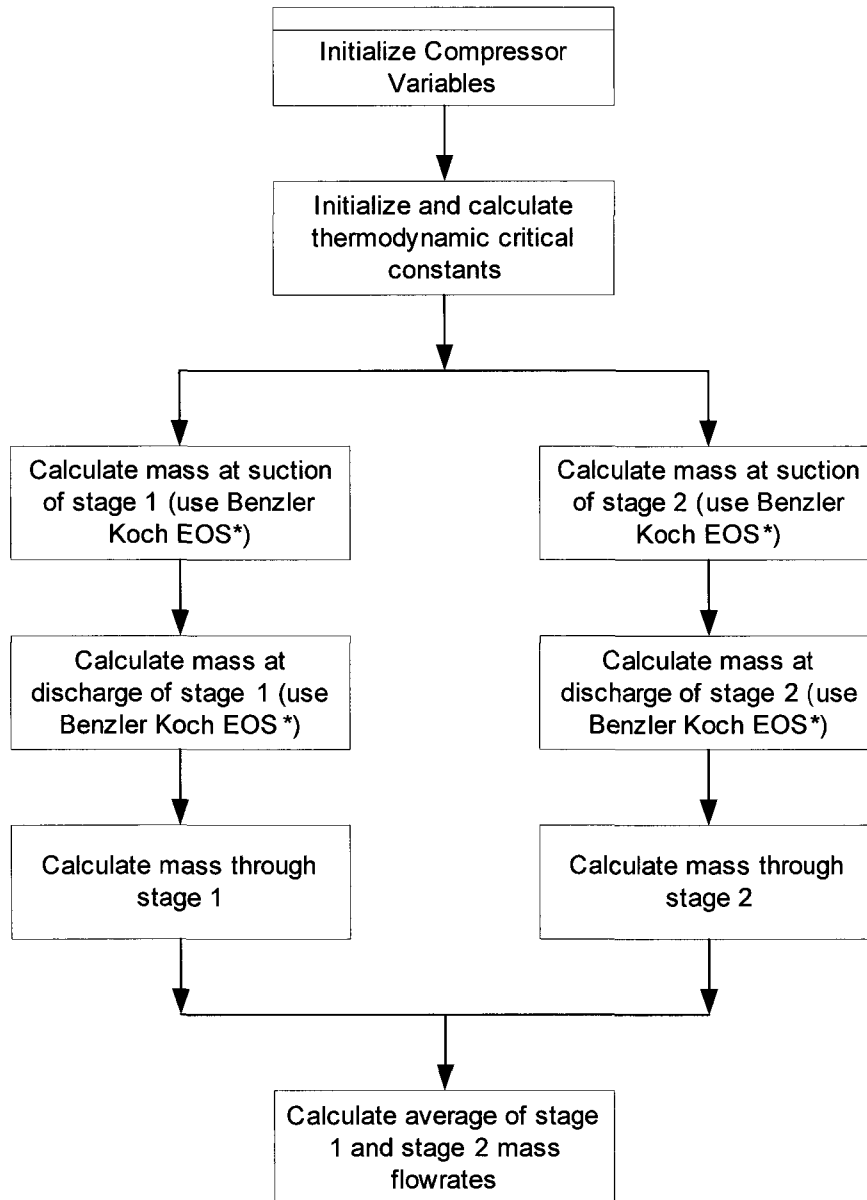 Initialize Compressor
Variables
Initialize and calculate
thermodynamic critical
constants
Calculate mass at suction
of stage 1 (use Benzler
Koch EOS*)
Calculate mass at suction
of stage 2 (use Benzler
Koch EOS*)
Calculate mass at
discharge of stage 1 (use
Benzler Koch EOS*)
Calculate mass at
discharge of stage 2 (use
Benzler Koch EOS*)
Calculate mass through
stage 1
Calculate mass through
stage 2
Calculate average of stage
1 and stage 2 mass
flowrates